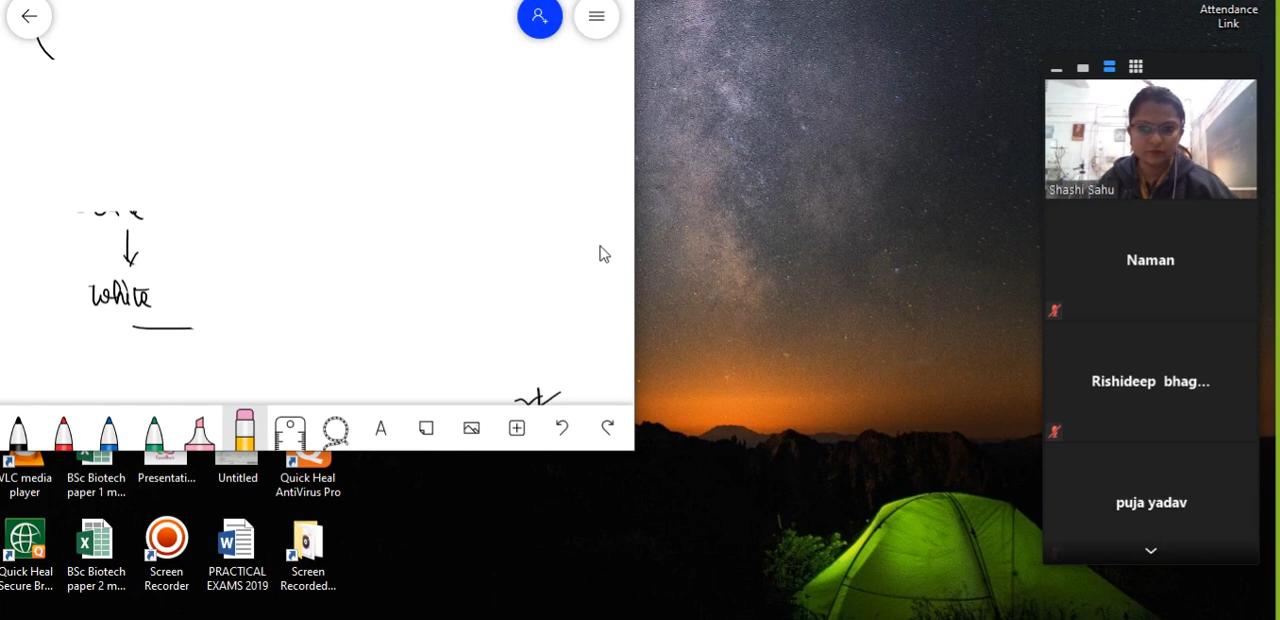 Attendance
Link
Shashi Sahu
Naman
Rishideep bhag...
puja yadav
white
A
VLC media
player
BSc Biotech
paper 1 m...
Presentati...
Untitled
Quick Heal
AntiVirus Pro
Quick Heal
Secure Br...
BSc Biotech
paper 2 m...
Screen
Recorder
PRACTICAL
EXAMS 2019
Screen
Recorded...